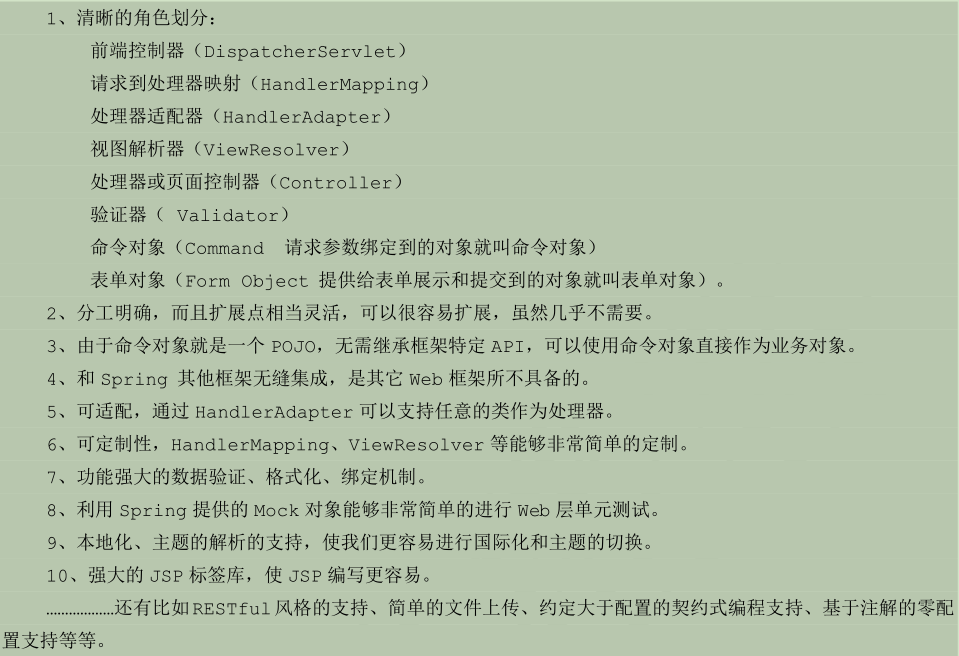 1、清晰的角色划分：
前端控制器（DispatcherServlet）
请求到处理器映射（HandlerMapping）
处理器适配器（HandlerAdapter）
视图解析器（ViewResolver）
处理器或页面控制器（Controller）
验证器（ Validator）
命令对象（Command  请求参数绑定到的对象就叫命令对象）
表单对象（Form Object 提供给表单展示和提交到的对象就叫表单对象）。
2、分工明确，而且扩展点相当灵活，可以很容易扩展，虽然几乎不需要。
3、由于命令对象就是一个 POJO，无需继承框架特定 API，可以使用命令对象直接作为业务对象。
4、和 Spring 其他框架无缝集成，是其它 Web 框架所不具备的。
5、可适配，通过 HandlerAdapter 可以支持任意的类作为处理器。
6、可定制性，HandlerMapping、ViewResolver 等能够非常简单的定制。
7、功能强大的数据验证、格式化、绑定机制。
8、利用 Spring 提供的 Mock 对象能够非常简单的进行 Web 层单元测试。
9、本地化、主题的解析的支持，使我们更容易进行国际化和主题的切换。
10、强大的 JSP 标签库，使 JSP 编写更容易。
………………还有比如RESTful 风格的支持、简单的文件上传、约定大于配置的契约式编程支持、基于注解的零配
置支持等等。